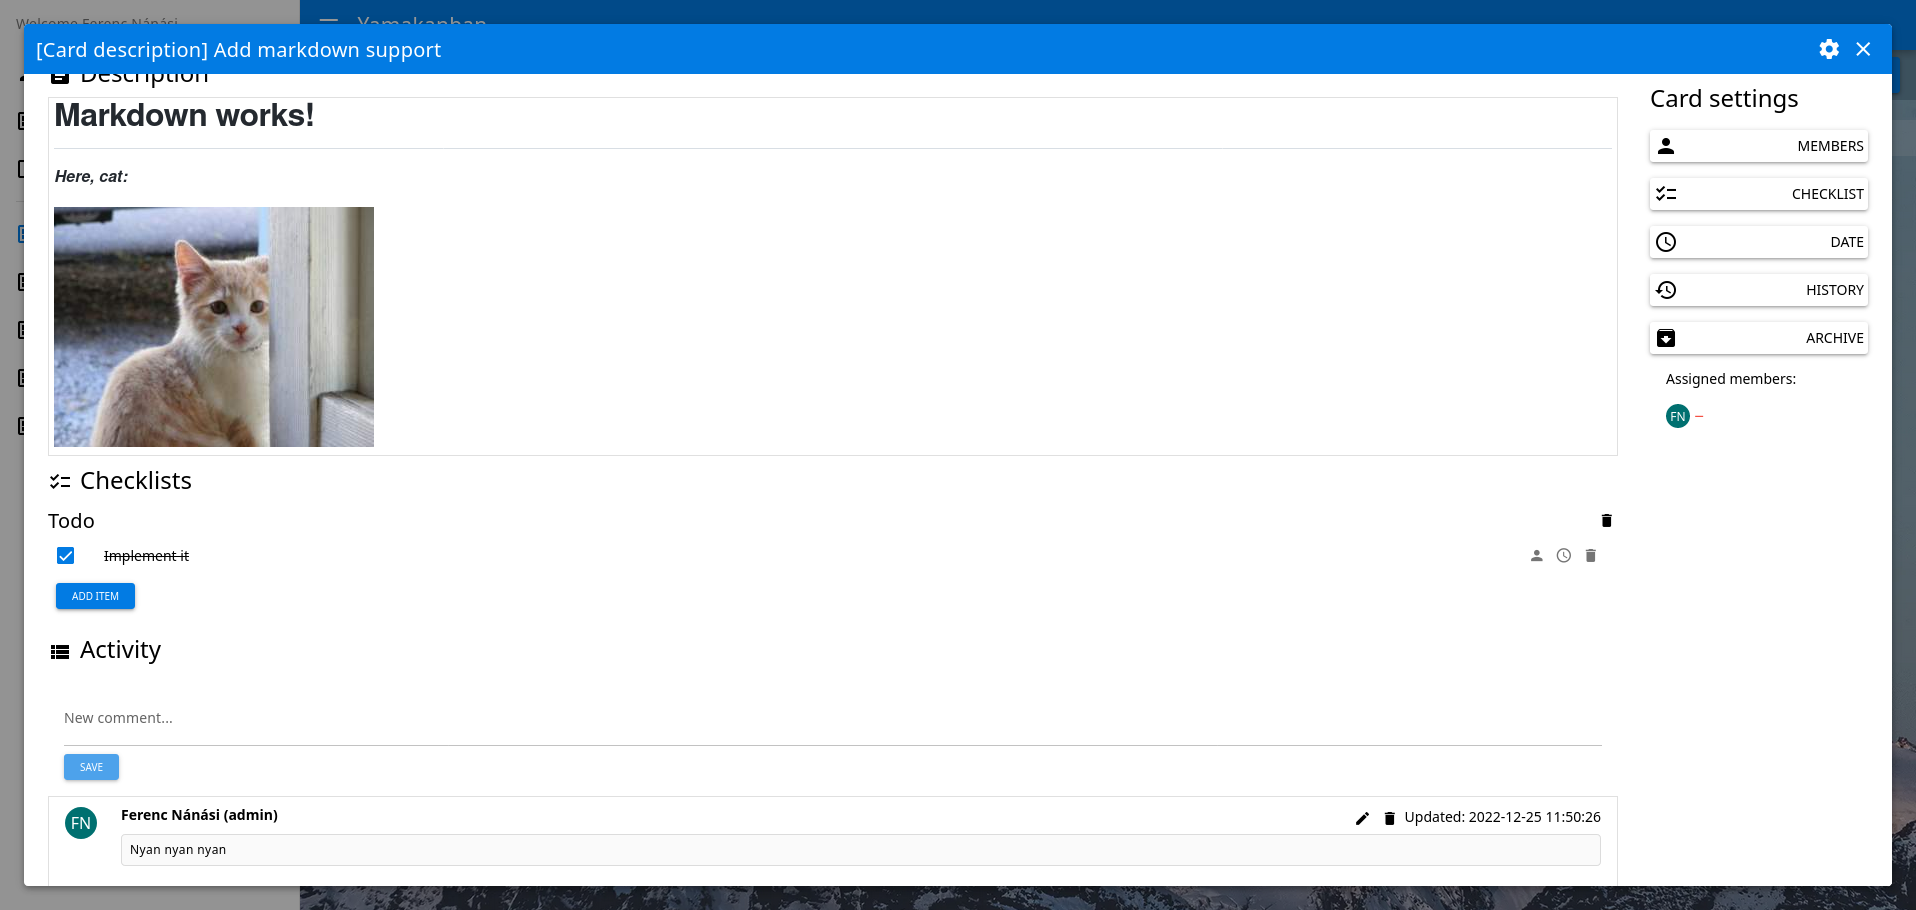 Welcome Ferenc Nánási
Yamakanban
[Card description] Add markdown support
Description
Markdown works!
Here, cat:
Checklists
Todo
Implement it
ADD ITEM
Activity
New comment...
SAVE
FN
Ferenc Nánási (admin)
Updated: 2022-12-25 11:50:26
Nyan nyan nyan
Card settings
MEMBERS
CHECKLIST
DATE
HISTORY
ARCHIVE
Assigned members:
FN